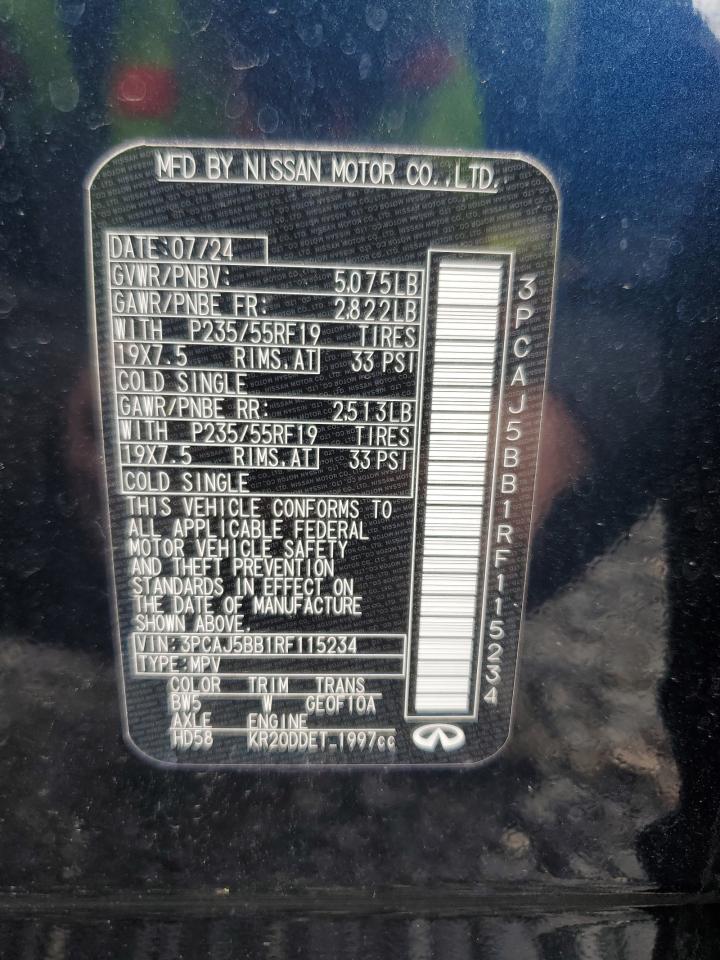 MFD BY NISSAN MOTOR CO.,LTD.
DATE:07/24
GVWR/PNBV: 5075LB
GAWR/PNBE FR: 2822LB
WITH P235/55RF19 TIRES
19X7.5 RIMS,AT 33 PSI
COLD SINGLE
GAWR/PNBE RR: 2513LB
WITH P235/55RF19 TIRES
19X7.5 RIMS,AT 33 PSI
COLD SINGLE
THIS VEHICLE CONFORMS TO
ALL APPLICABLE FEDERAL
MOTOR VEHICLE SAFETY
AND THEFT PREVENTION
STANDARDS IN EFFECT ON
THE DATE OF MANUFACTURE
SHOWN ABOVE.
VIN:3PCAJ5BB1RF115234
TYPE:MPV
COLOR TRIM TRANS
BW5 W GE0F10A
AXLE ENGINE
HD58 KR20DDET-1997cc
3PCAJ5BB1RF115234